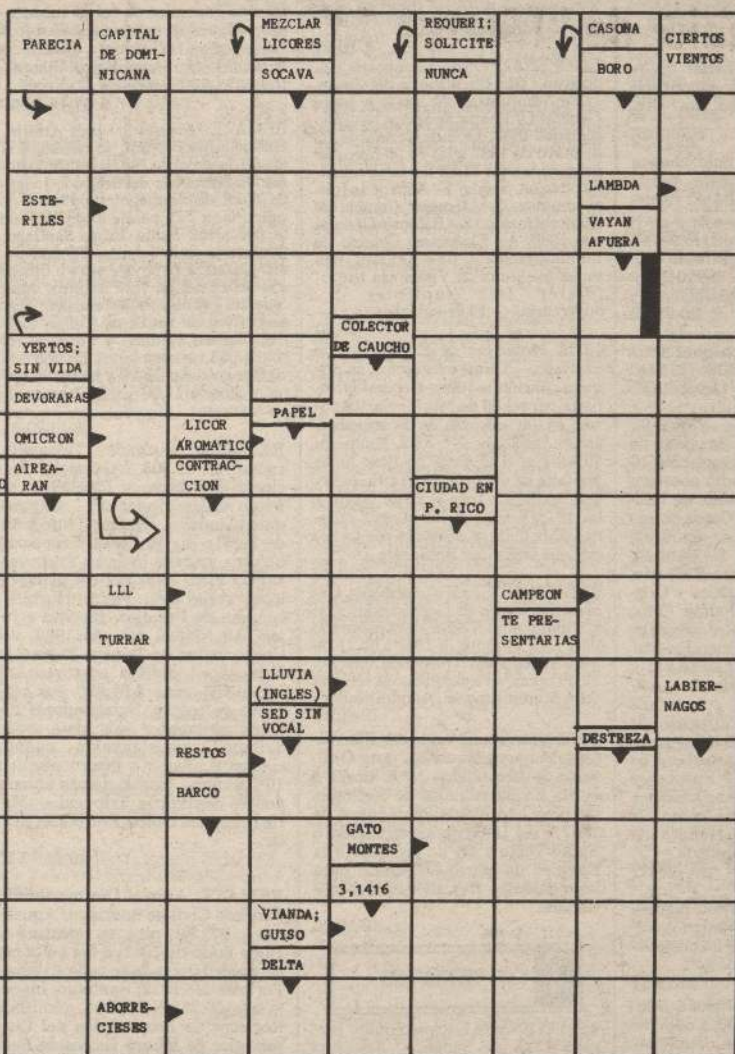 PARECIA
CAPITAL
DE DOMI-
NICANA
MEZCLAR
LICORES
SOCAVA
REQUERI;
SOLICITE
NUNCA
CASONA
BORO
CIERTOS
VIENTOS
ESTE-
RILES
LAMBDA
VAYAN
AFUERA
YERTOS;
SIN VIDA
DEVORARAS
COLECTOR
DE CAUCHO
PAPEL
OMICRON
AIREA-
RAN
LICOR
AROMATICO
CONTRAC-
CION
CIUDAD EN
P. RICO
LLL
TURRAR
CAMPEON
TE PRE-
SENTARIAS
LLUVIA
(INGLES)
SED SIN
VOCAL
LABIER-
NAGOS
RESTOS
BARCO
DESTREZA
GATO
MONTES
3,1416
VIANDA;
GUISO
DELTA
ABORRE-
CIESES